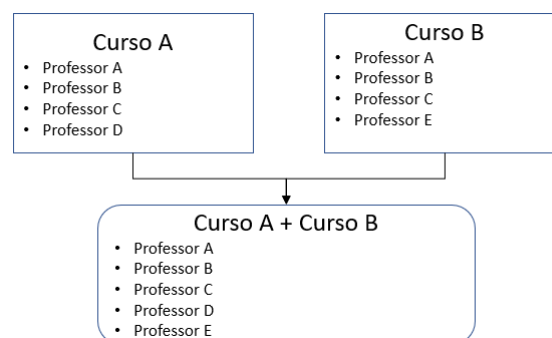 Curso A
• Professor A
• Professor B
• Professor C
• Professor D
Curso B
• Professor A
• Professor B
• Professor C
• Professor E
Curso A + Curso B
• Professor A
• Professor B
• Professor C
• Professor D
• Professor E